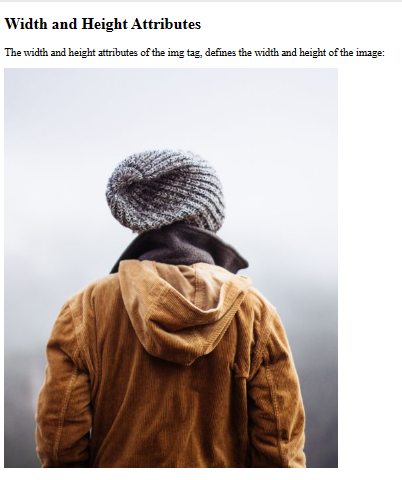 Width and Height Attributes
The width and height attributes of the img tag, defines the width and height of the image: